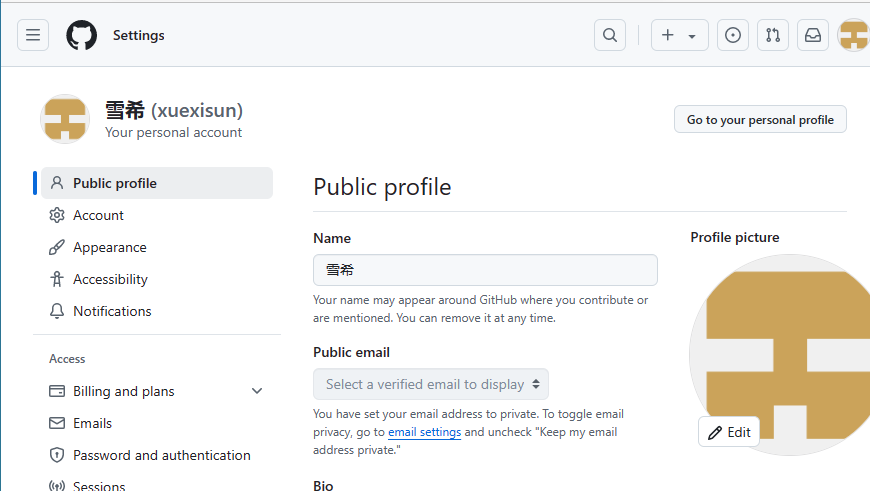 Settings
雪希 (xuexisun)
Your personal account
Go to your personal profile
Public profile
Account
Appearance
Accessibility
Notifications
Access
Billing and plans
Emails
Password and authentication
Sessions
Public profile
Name
雪希
Your name may appear around GitHub where you contribute or
are mentioned. You can remove it at any time.
Public email
Select a verified email to display
You have set your email address to private. To toggle email
privacy, go to email settings and uncheck "Keep my email
address private."
Bio
Profile picture
Edit